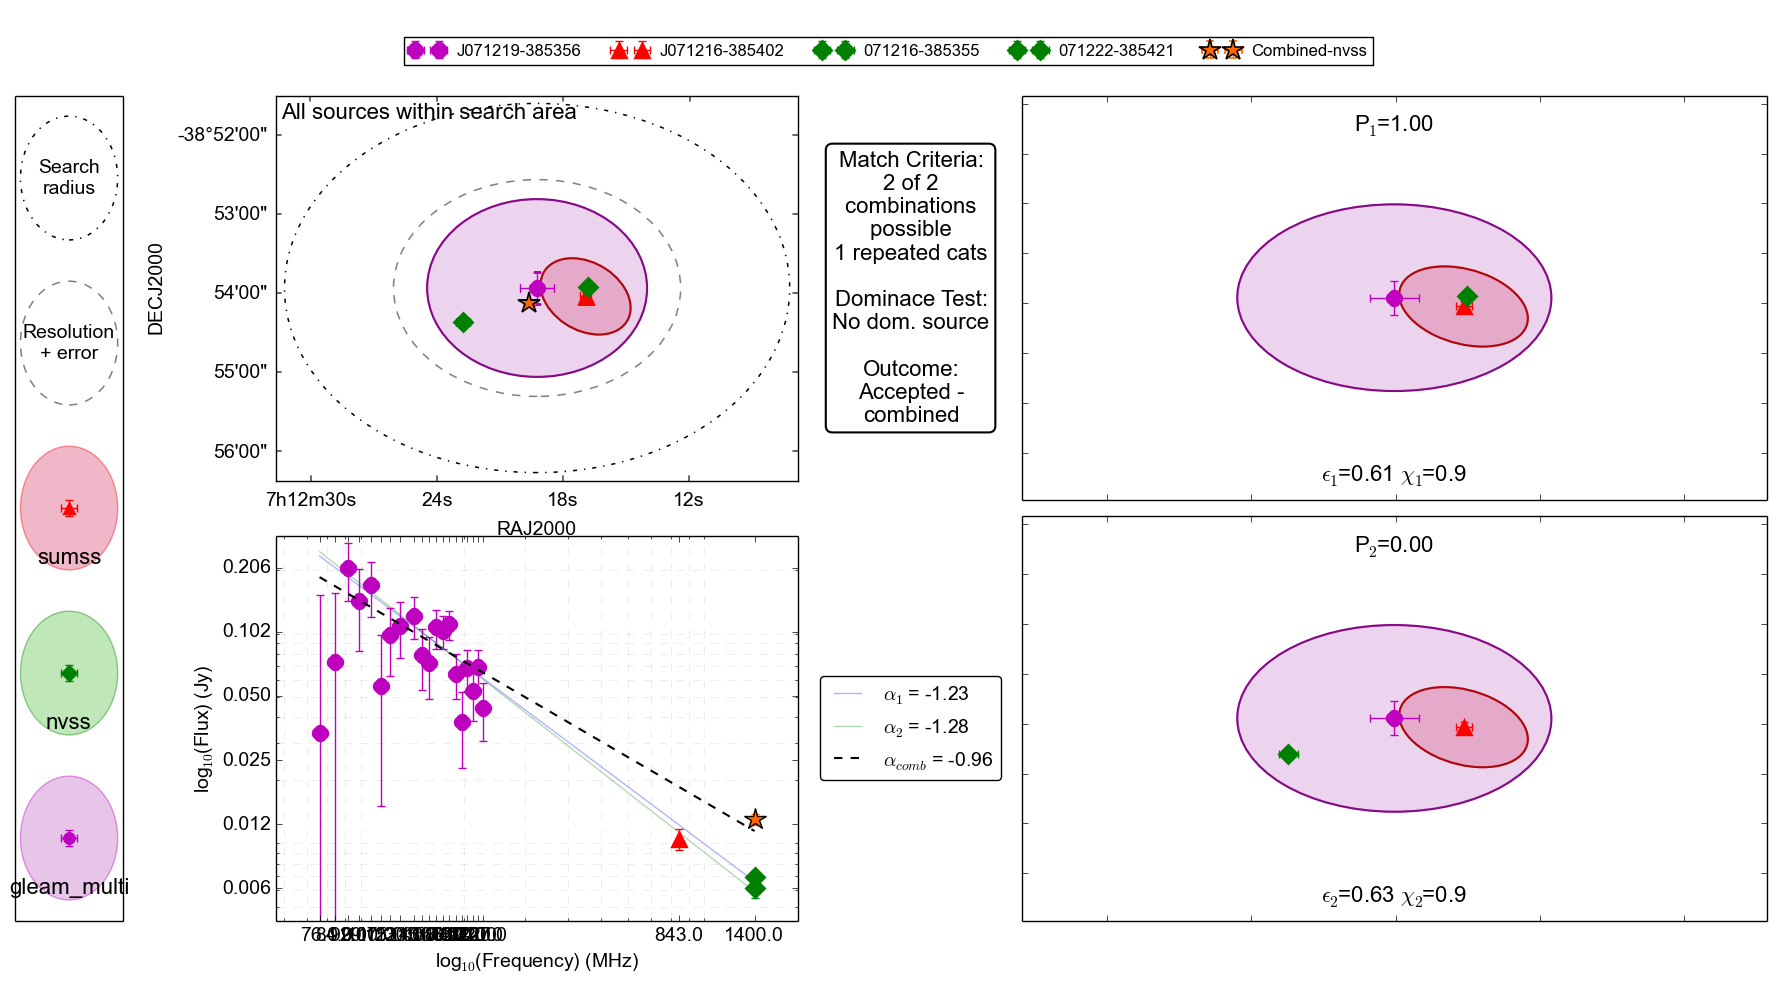 J071219-385356 J071216-385402 071216-385355 071222-385421 Combined-nvss
Search
radius
Resolution
+ error
sumss
nvss
gleam_multi
All sources within search area
-38°52'00"
53'00"
54'00"
55'00"
56'00"
DECJ2000
7h12m30s 24s 18s 12s
RAJ2000
Match Criteria:
2 of 2
combinations
possible
1 repeated cats
Dominace Test:
No dom. source
Outcome:
Accepted -
combined
P1=1.00
ϵ1=0.61 χ1=0.9
0.206
0.102
0.050
0.025
0.012
0.006
log10(Flux) (Jy)
843.0 1400.0
log10(Frequency) (MHz)
α1 = -1.23
α2 = -1.28
αcomb = -0.96
P2=0.00
ϵ2=0.63 χ2=0.9